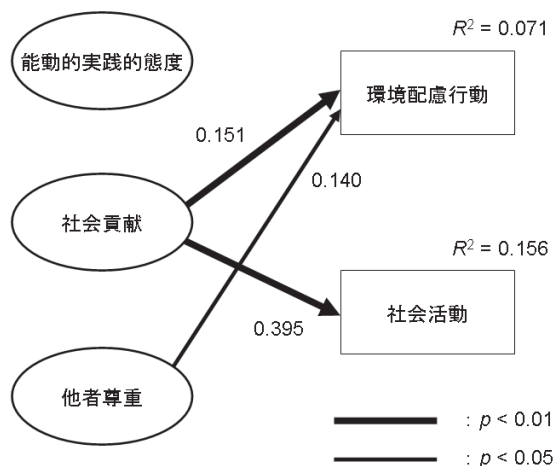 R² = 0.071
能動的実践的態度
環境配慮行動
0.151
0.140
社会貢献
R² = 0.156
社会活動
0.395
他者尊重
: p < 0.01
: p < 0.05